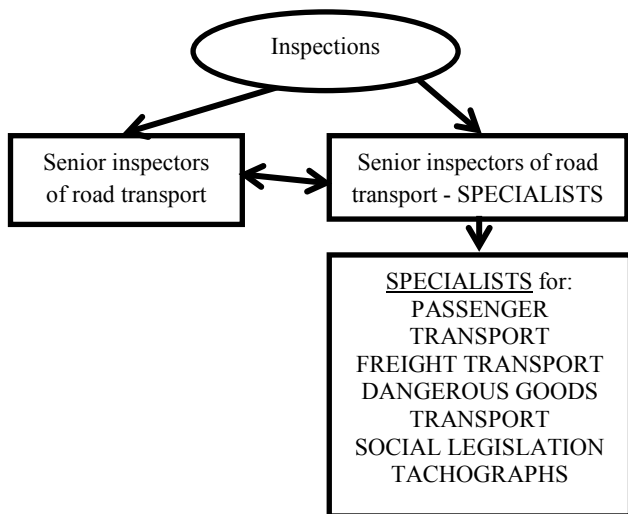 Inspections
Senior inspectors
of road transport
Senior inspectors of road
transport - SPECIALISTS
SPECIALISTS for:
PASSENGER
TRANSPORT
FREIGHT TRANSPORT
DANGEROUS GOODS
TRANSPORT
SOCIAL LEGISLATION
TACHOGRAPHS